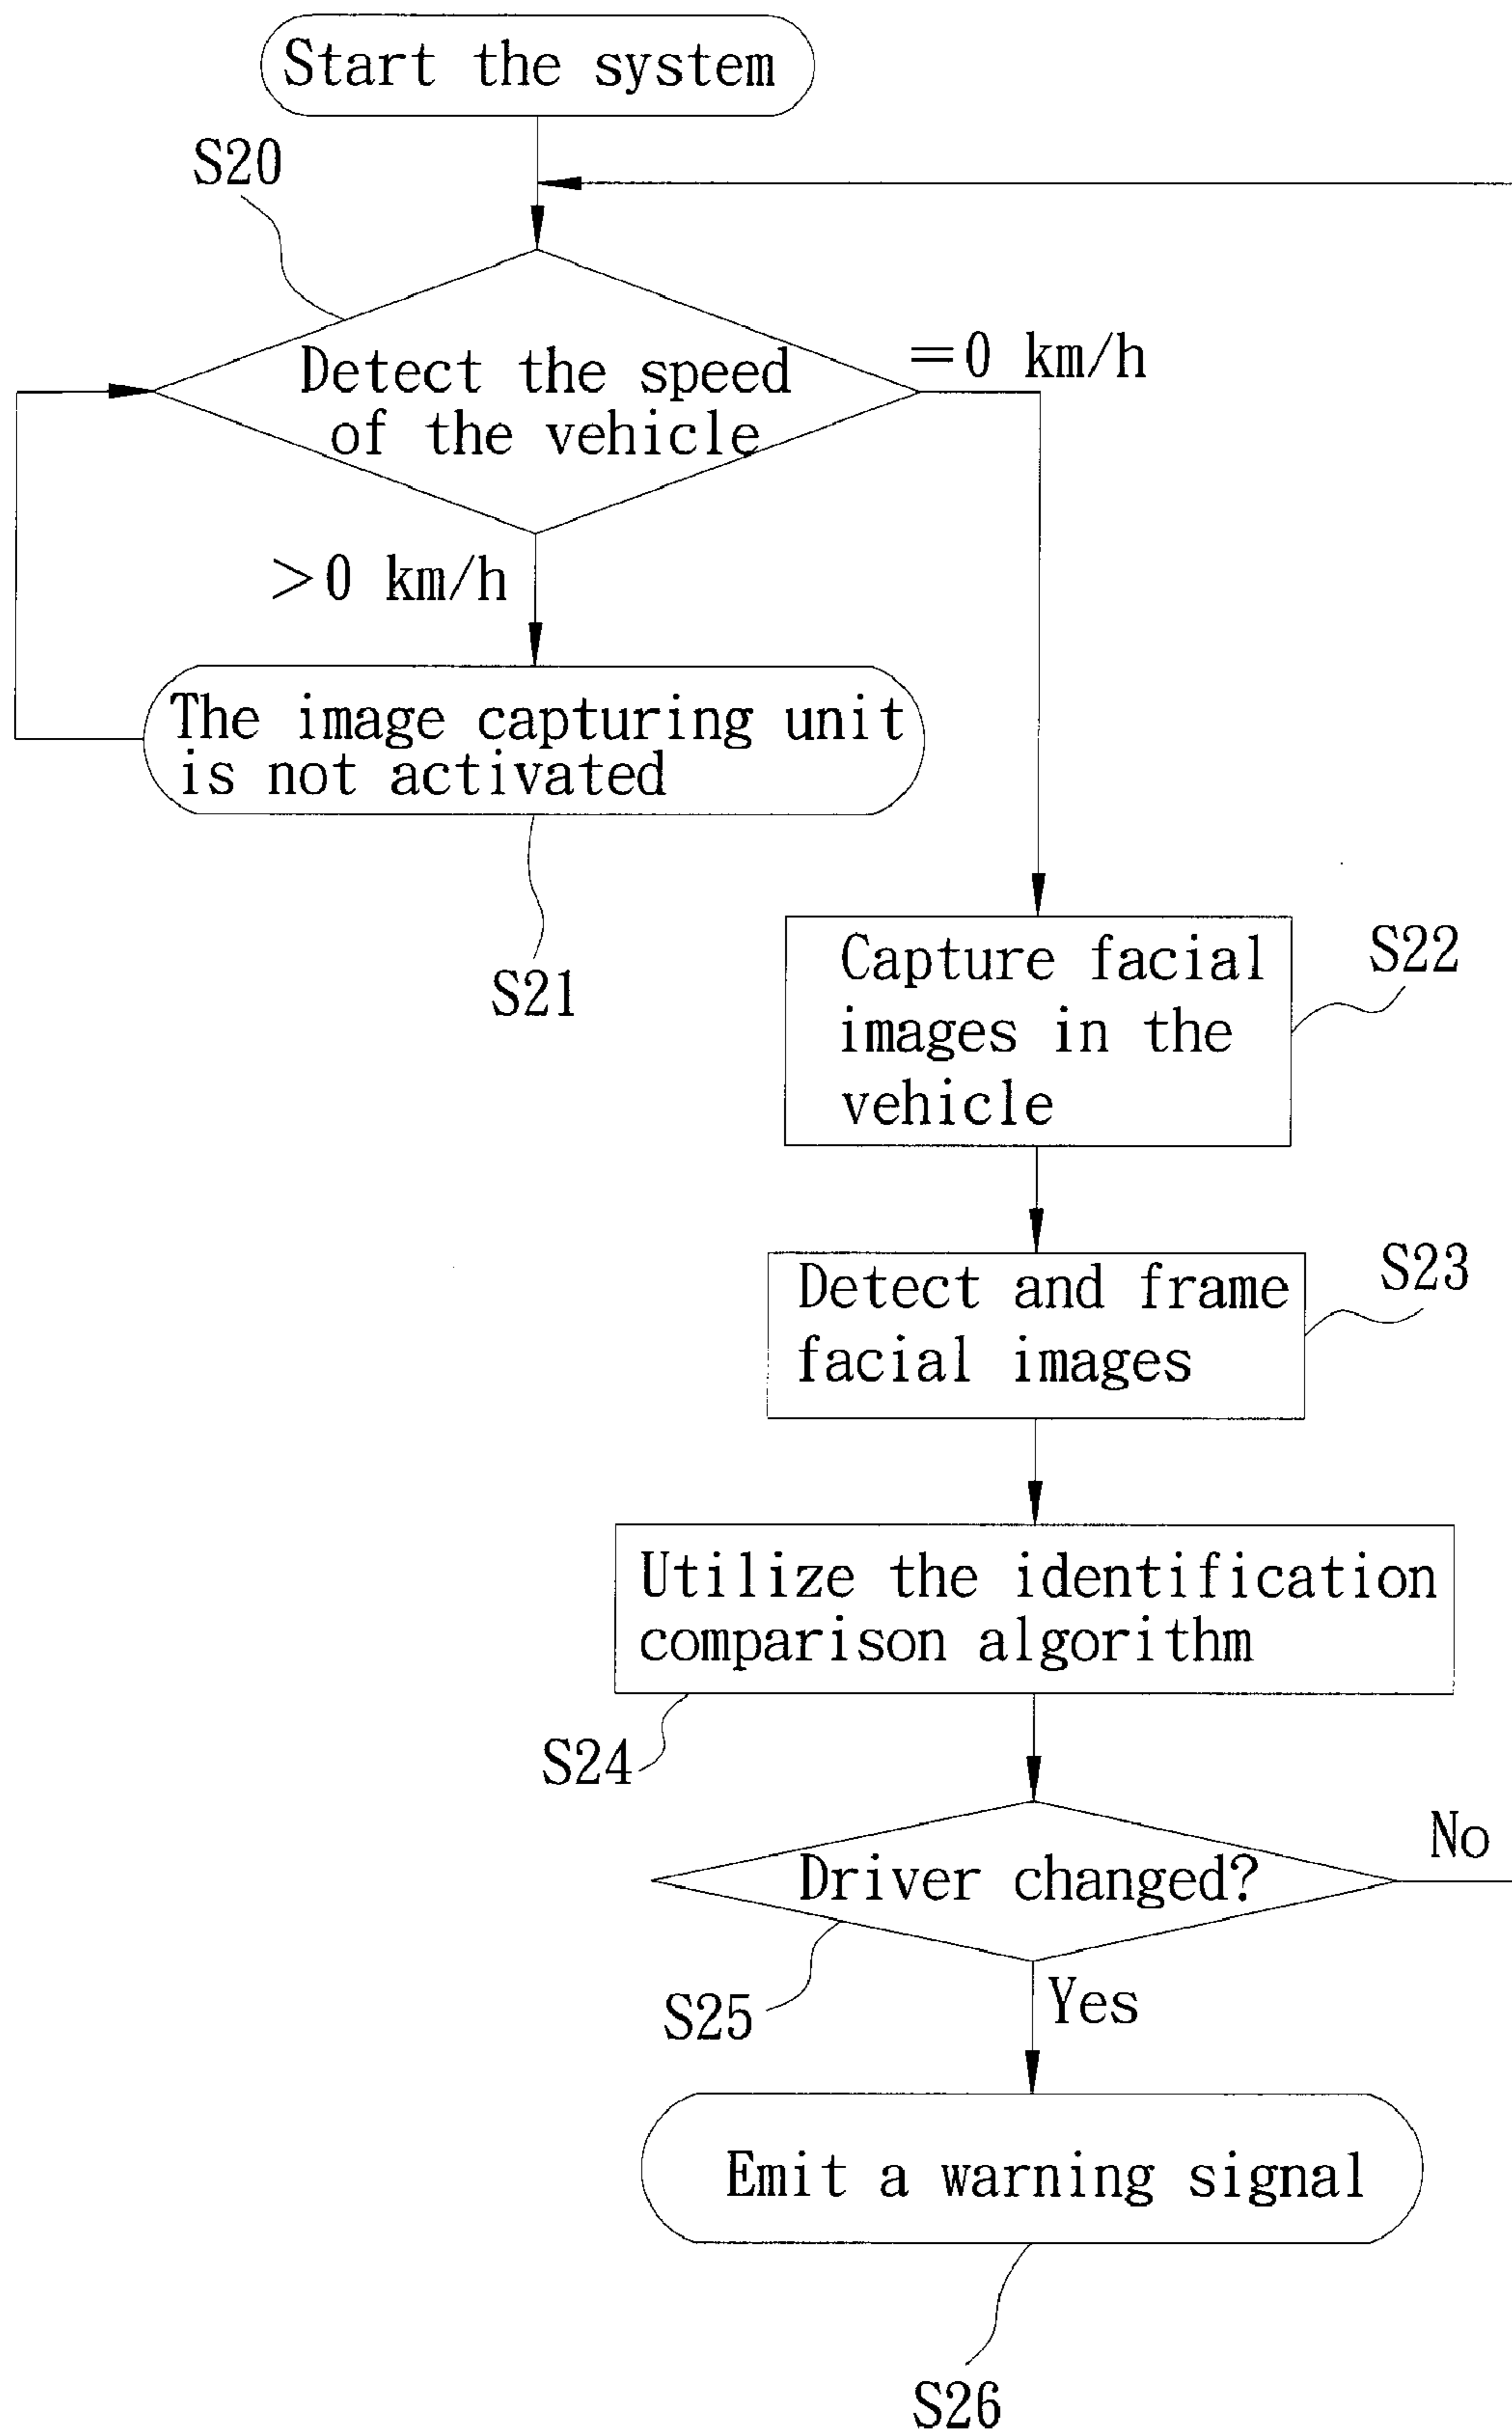 Start the system
S20
Detect the speed
of the vehicle
=0 km/h
>0 km/h
The image capturing unit
is not activated
S21
Capture facial
images in the
vehicle
S22
Detect and frame
facial images
S23
Utilize the identification
comparison algorithm
S24
Driver changed?
No
S25
Yes
Emit a warning signal
S26